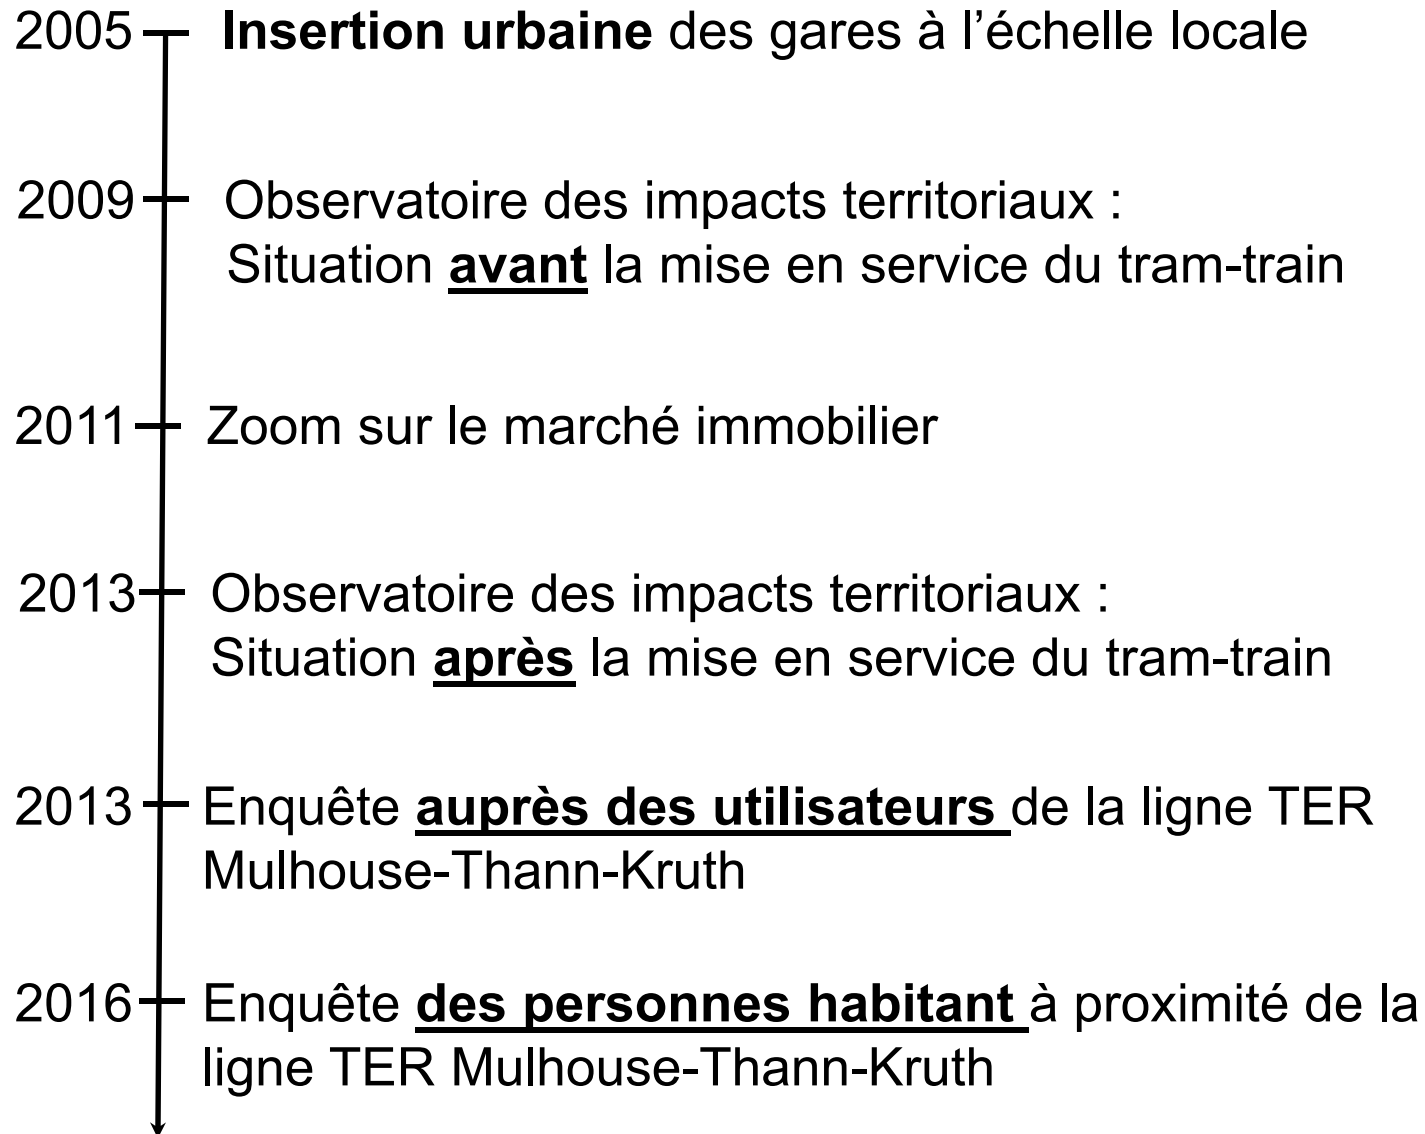 2005 Insertion urbaine des gares à l’échelle locale
2009 Observatoire des impacts territoriaux :
Situation avant la mise en service du tram-train
2011 Zoom sur le marché immobilier
2013 Observatoire des impacts territoriaux :
Situation après la mise en service du tram-train
2013 Enquête auprès des utilisateurs de la ligne TER
Mulhouse-Thann-Kruth
2016 Enquête des personnes habitant à proximité de la
ligne TER Mulhouse-Thann-Kruth